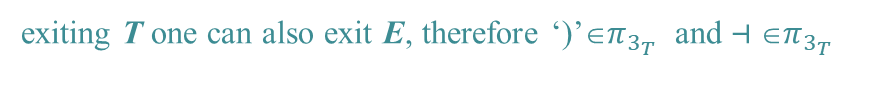 exiting T one can also exit E, therefore ‘)’∈π₃T and ⊣ ∈π₃T